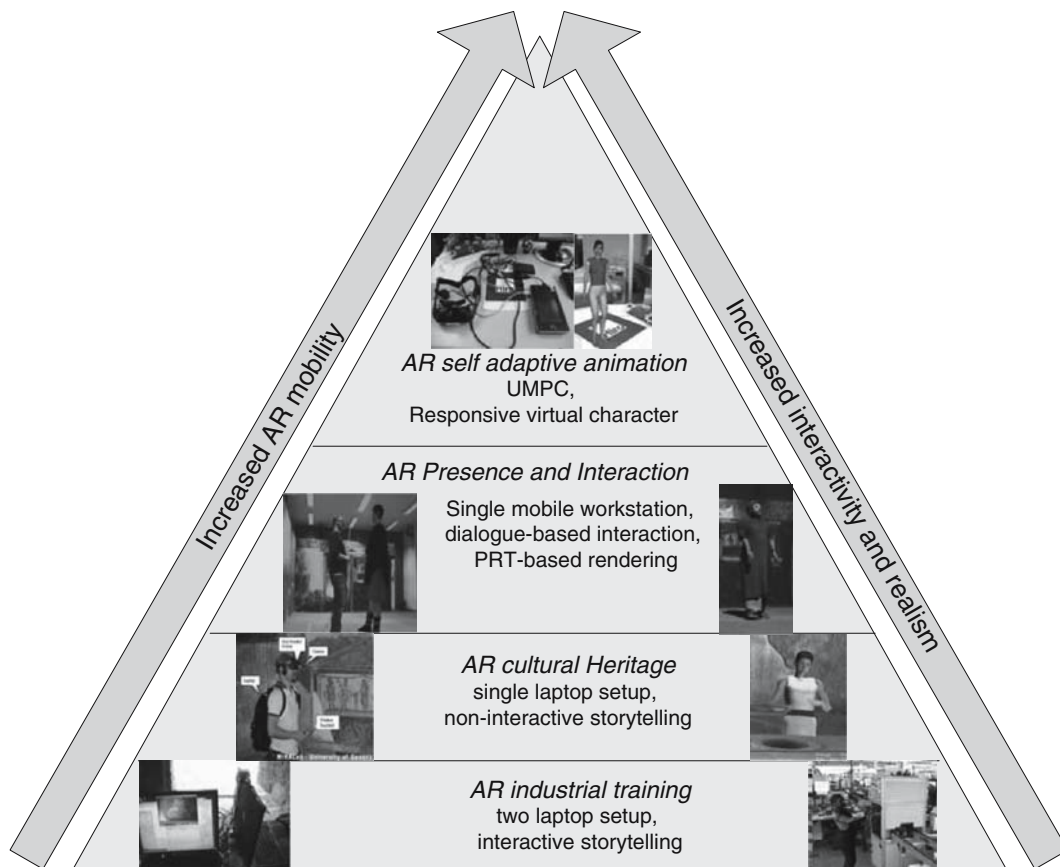 Increased AR mobility
Increased interactivity and realism
AR self adaptive animation
UMPC,
Responsive virtual character
AR Presence and Interaction
Single mobile workstation,
dialogue-based interaction,
PRT-based rendering
AR cultural Heritage
single laptop setup,
non-interactive storytelling
AR industrial training
two laptop setup,
interactive storytelling